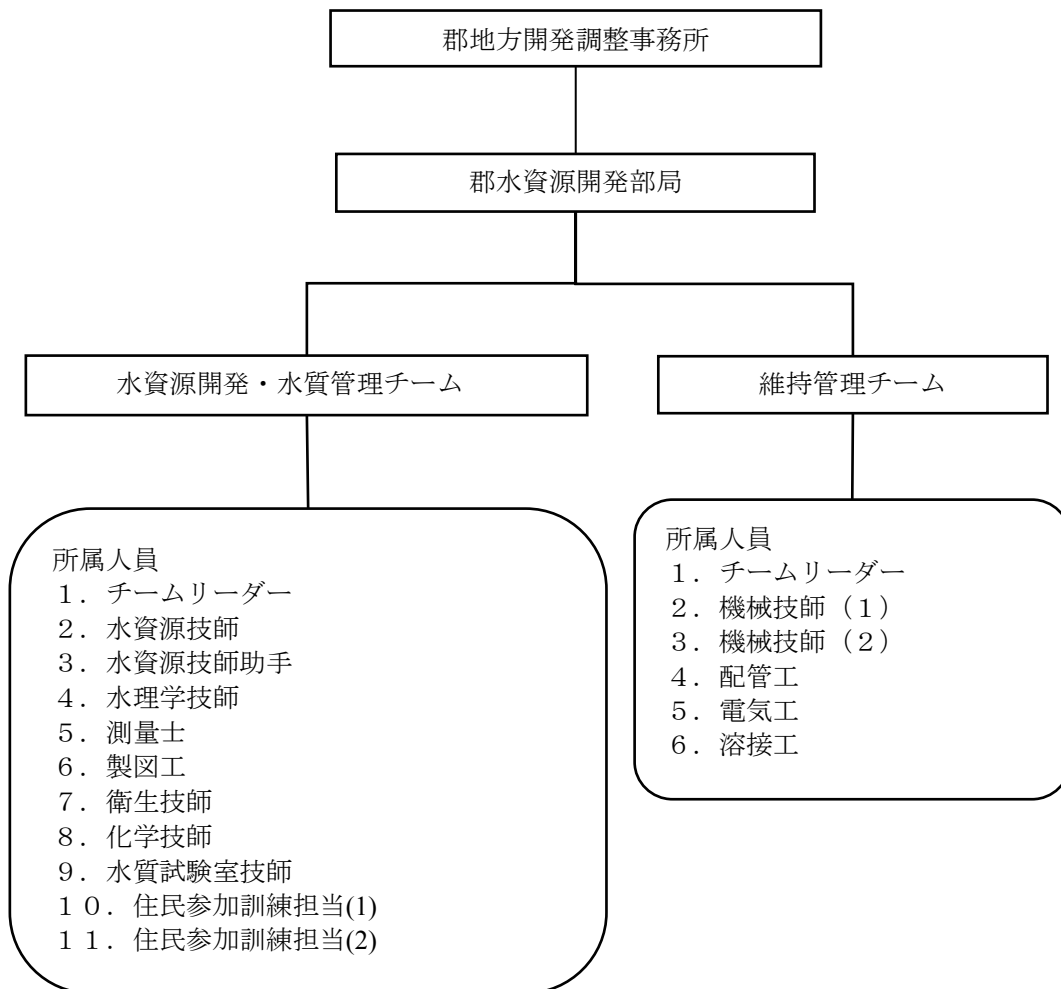 郡地方開発調整事務所
郡水資源開発部局
水資源開発・水質管理チーム
維持管理チーム
所属人員
１．チームリーダー
２．水資源技師
３．水資源技師助手
４．水理学技師
５．測量士
６．製図工
７．衛生技師
８．化学技師
９．水質試験室技師
１０．住民参加訓練担当(1)
１１．住民参加訓練担当(2)
所属人員
１．チームリーダー
２．機械技師（１）
３．機械技師（２）
４．配管工
５．電気工
６．溶接工